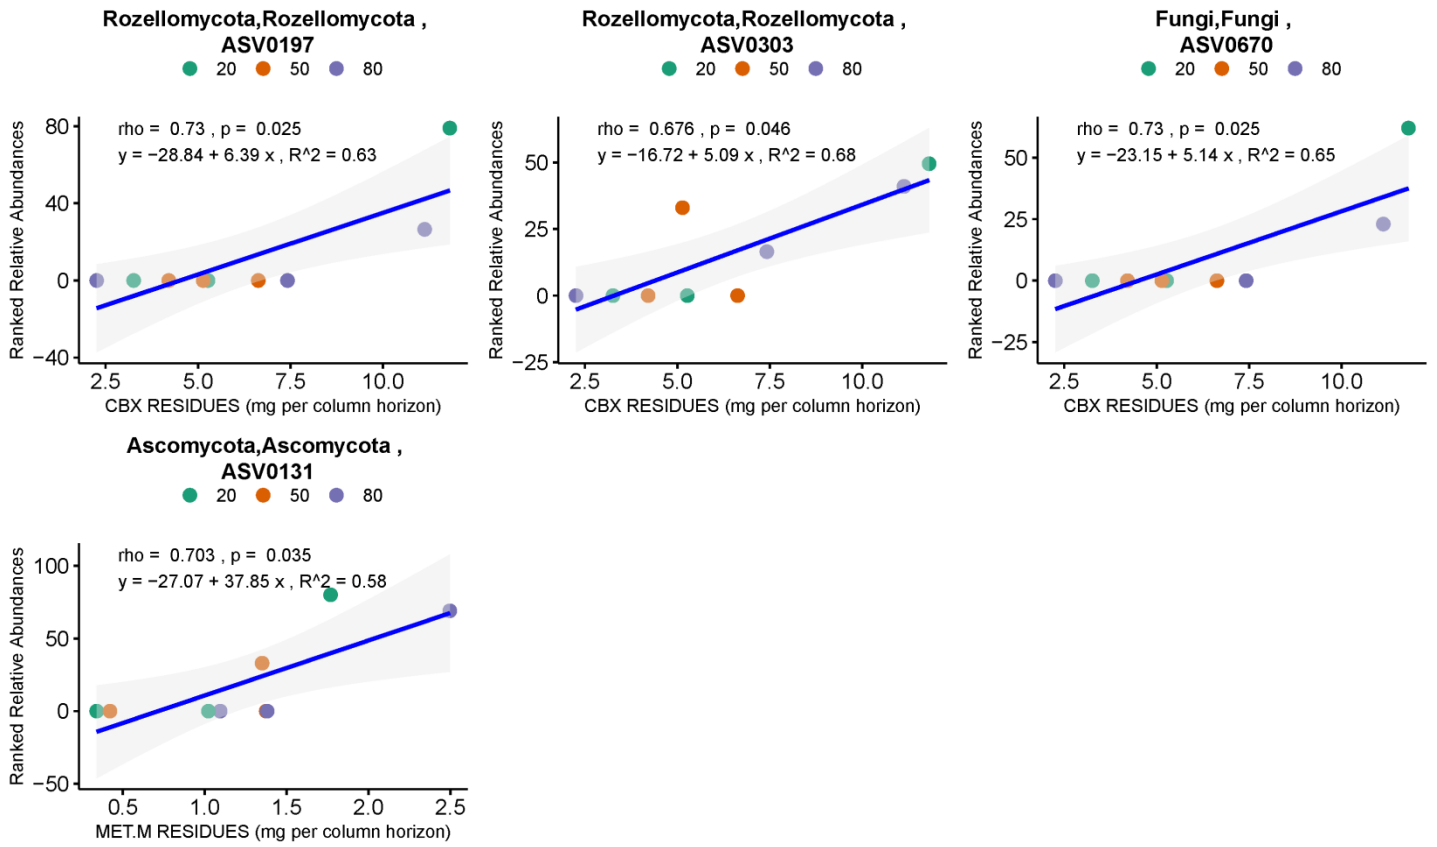 Rozellomycota,Rozellomycota ,
ASV0197
20 50 80
rho =  0.73 , p =  0.025
y = −28.84 + 6.39 x , R^2 = 0.63
Ranked Relative Abundances
80
40
0
−40
2.5 5.0 7.5 10.0
CBX RESIDUES (mg per column horizon)
Rozellomycota,Rozellomycota ,
ASV0303
20 50 80
rho =  0.676 , p =  0.046
y = −16.72 + 5.09 x , R^2 = 0.68
Ranked Relative Abundances
50
25
0
−25
2.5 5.0 7.5 10.0
CBX RESIDUES (mg per column horizon)
Fungi,Fungi ,
ASV0670
20 50 80
rho =  0.73 , p =  0.025
y = −23.15 + 5.14 x , R^2 = 0.65
Ranked Relative Abundances
50
25
0
−25
2.5 5.0 7.5 10.0
CBX RESIDUES (mg per column horizon)
Ascomycota,Ascomycota ,
ASV0131
20 50 80
rho =  0.703 , p =  0.035
y = −27.07 + 37.85 x , R^2 = 0.58
Ranked Relative Abundances
100
50
0
−50
0.5 1.0 1.5 2.0 2.5
MET.M RESIDUES (mg per column horizon)